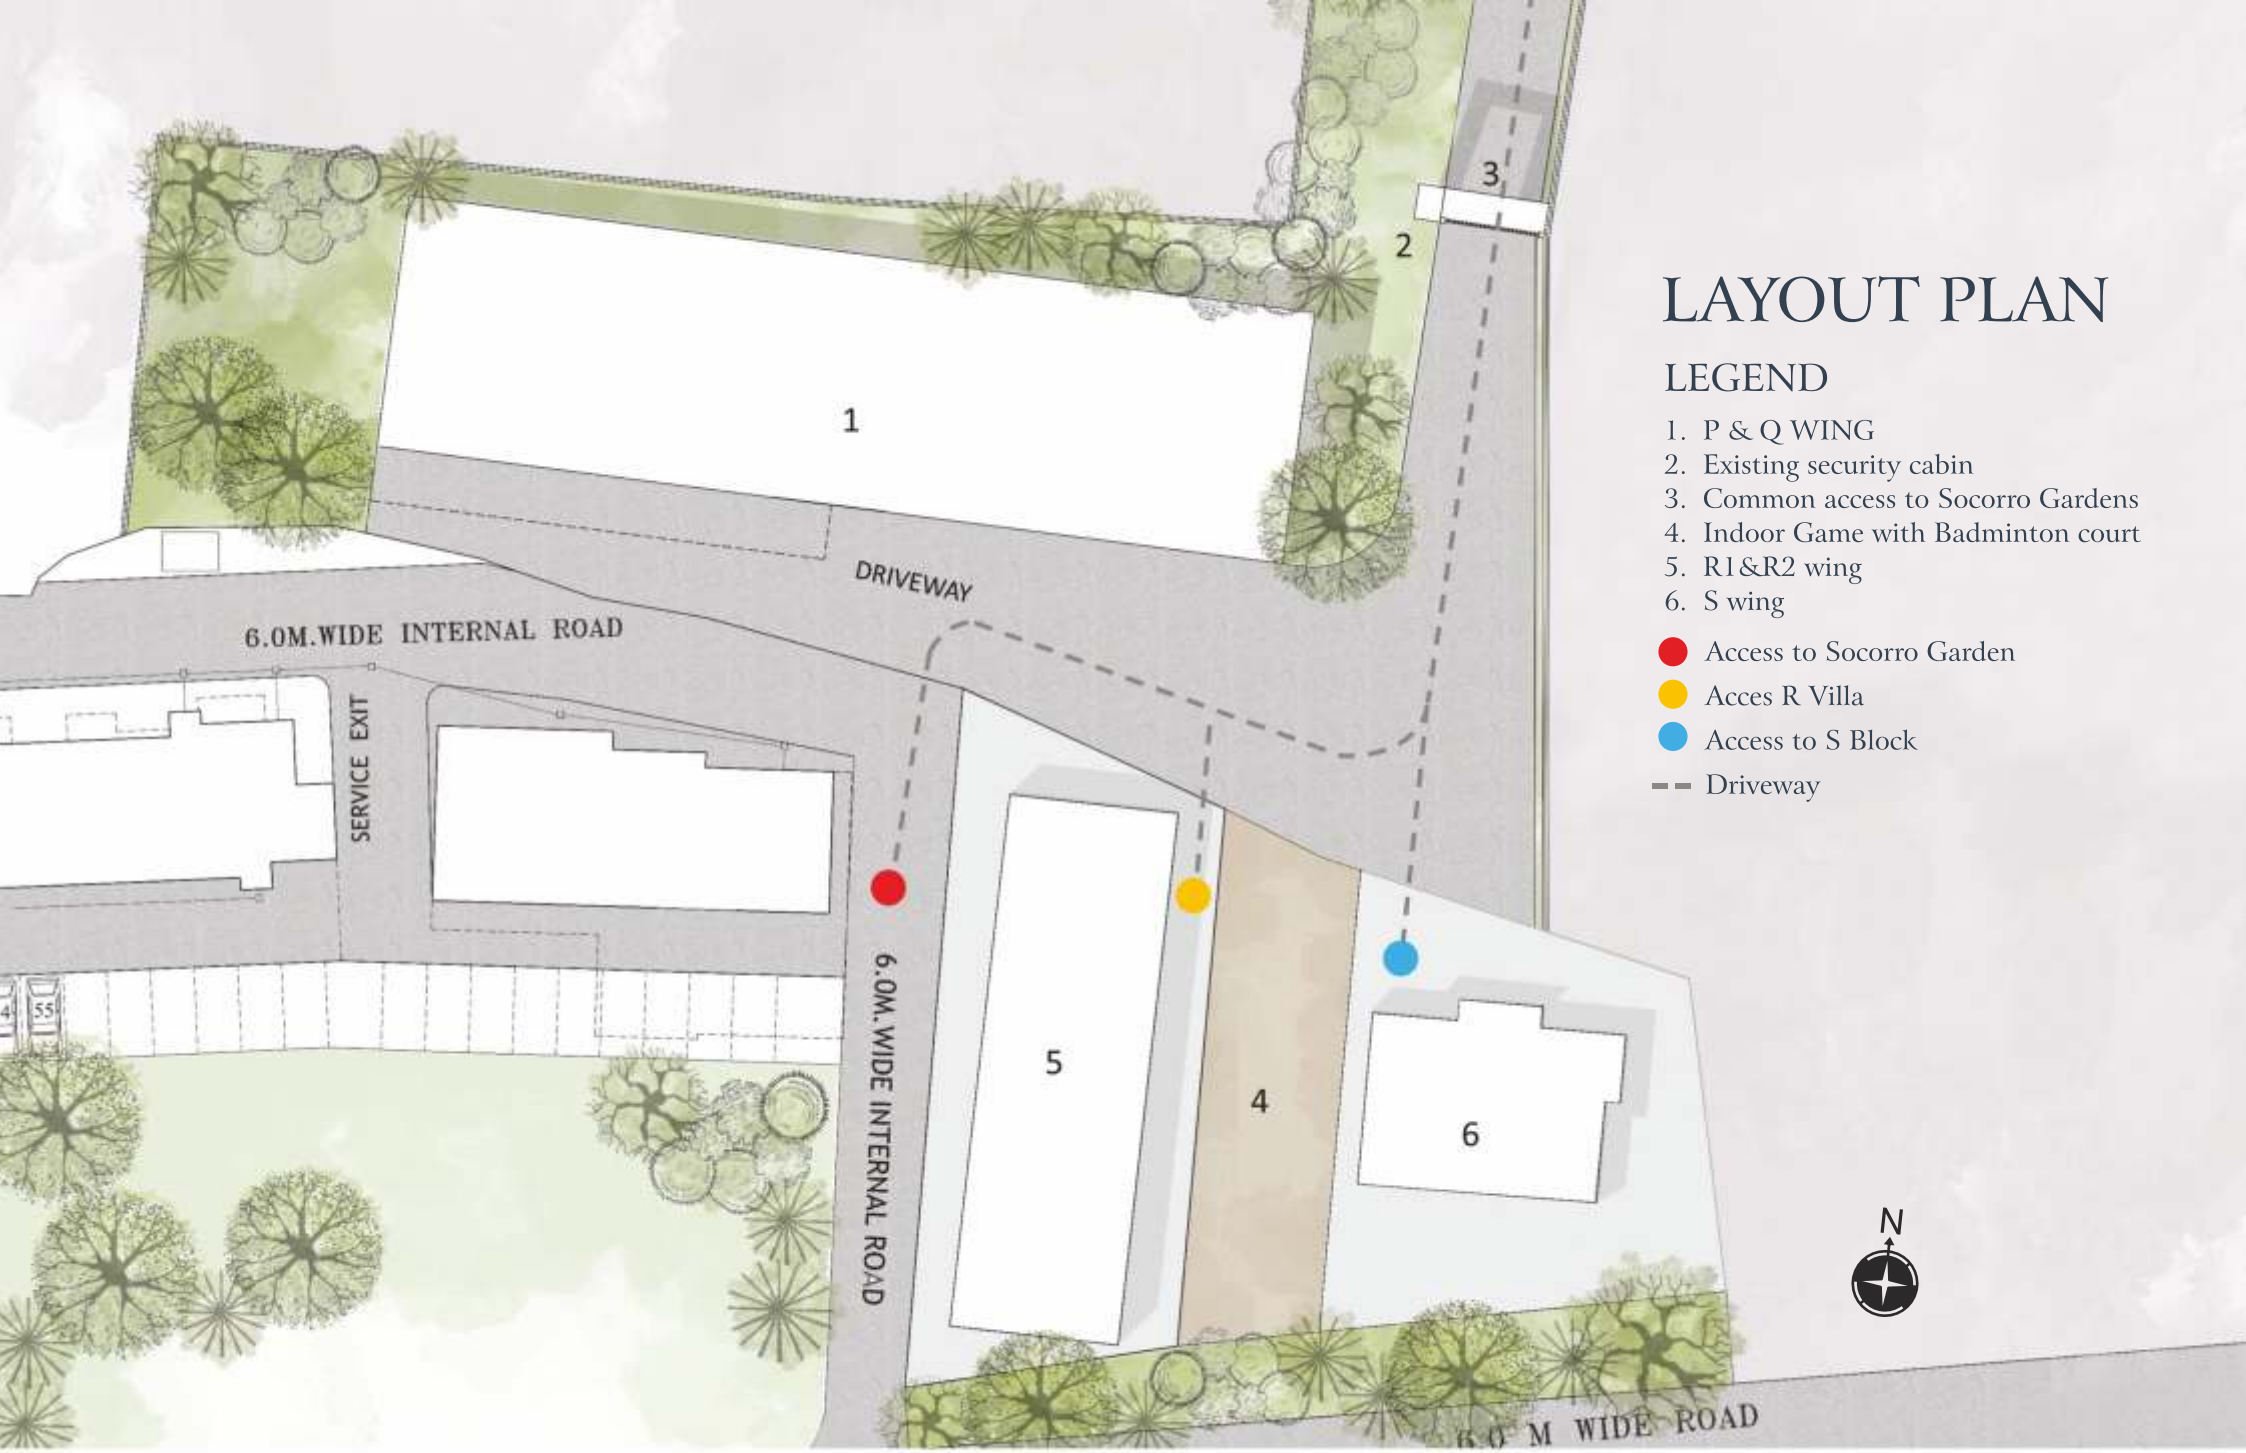 3
2
LAYOUT PLAN
LEGEND
1. P & Q WING
2. Existing security cabin
3. Common access to Socorro Gardens
4. Indoor Game with Badminton court
5. R1&R2 wing
6. S wing
Access to Socorro Garden
Acces R Villa
Access to S Block
Driveway
1
DRIVEWAY
6.0M.WIDE INTERNAL ROAD
SERVICE EXIT
6.0M.WIDE INTERNAL ROAD
4
55
5
4
6
N
6.0 M WIDE ROAD